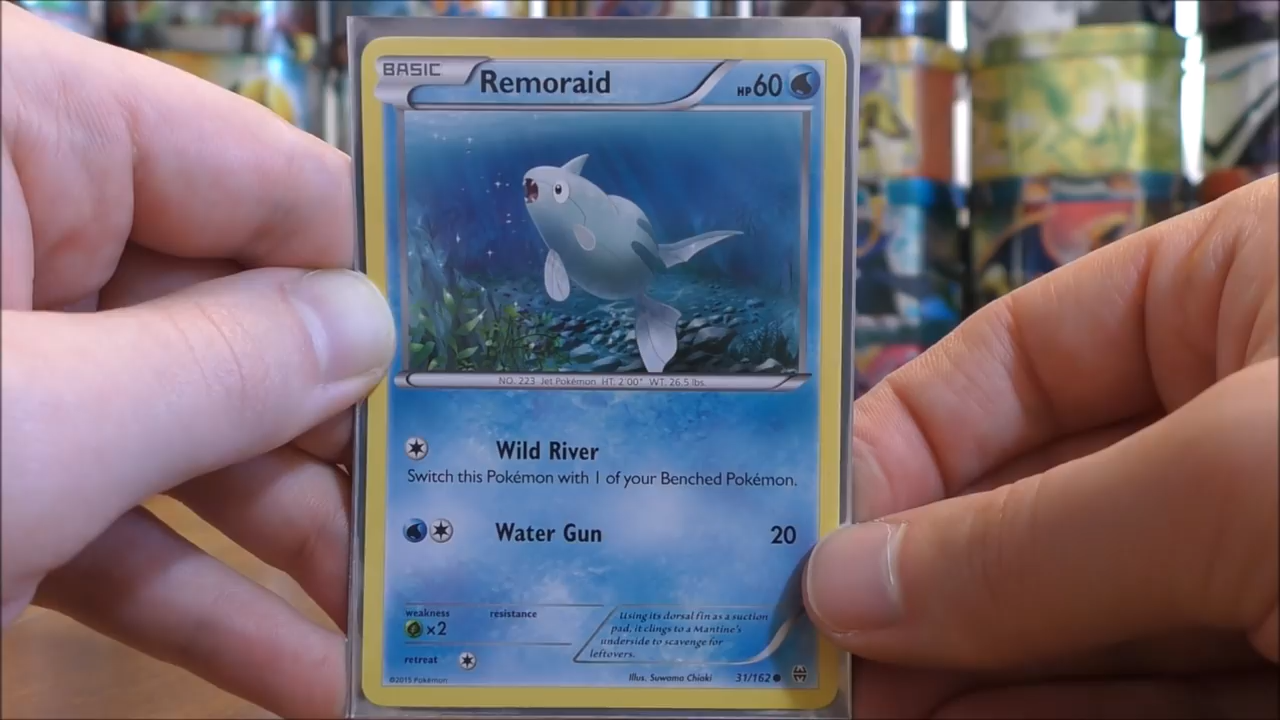 BASIC
Remoraid
HP 60
NO. 223 Jet Pokémon HT. 2'00" WT. 26.5 lbs.
Wild River
Switch this Pokémon with 1 of your Benched Pokémon.
Water Gun 20
weakness resistance
×2
Using its dorsal fin as a suction
pad, it clings to a Mantine's
underside to scavenge for
leftovers.
retreat
©2015 Pokémon
Illus. Suwama Chiaki
31/162